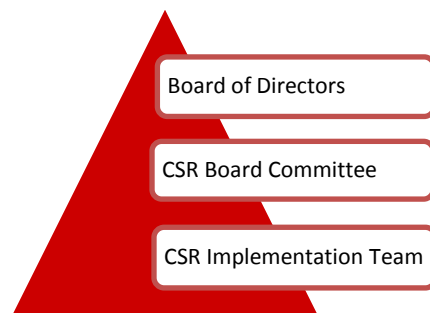 Board of Directors
CSR Board Committee
CSR Implementation Team